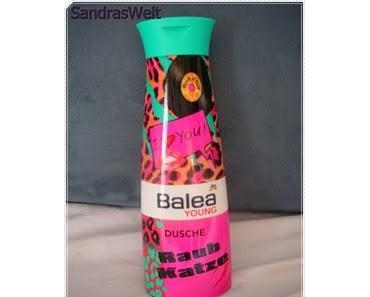 SandrasWelt
I YOU!
Balea
YOUNG
DUSCHE
Raub
Katze